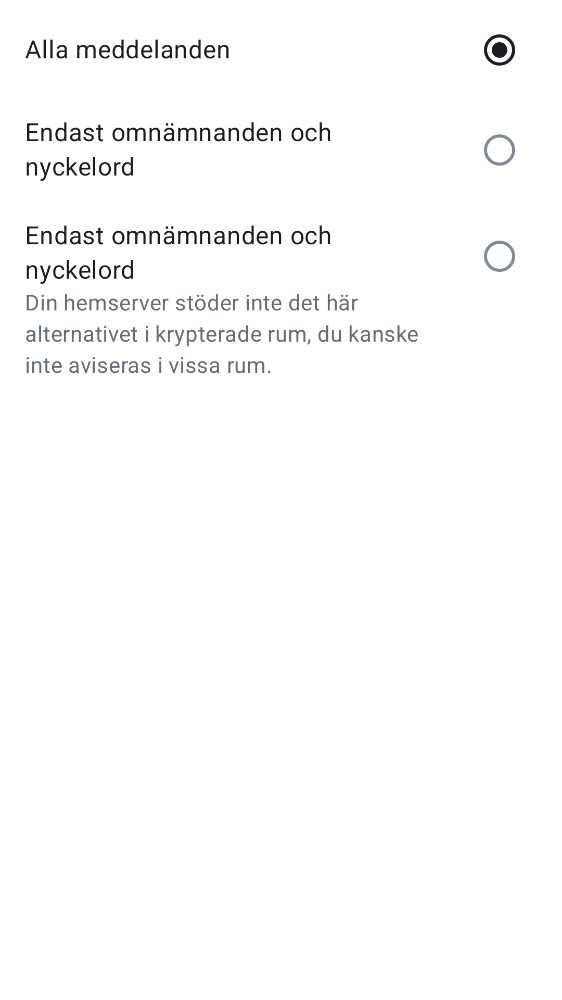 Alla meddelanden
Endast omnämnanden och
nyckelord
Endast omnämnanden och
nyckelord
Din hemserver stöder inte det här
alternativet i krypterade rum, du kanske
inte aviseras i vissa rum.